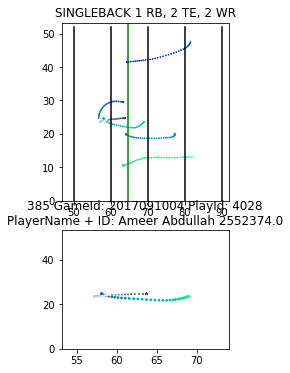 SINGLEBACK 1 RB, 2 TE, 2 WR
50
40
30
20
10
0
50 60 70 80 90
385 GameId: 2017091004 PlayId: 4028
PlayerName + ID: Ameer Abdullah 2552374.0
40
20
0
55 60 65 70